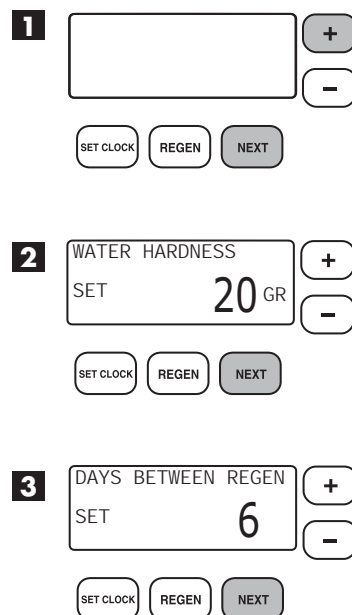 1
+
−
SET CLOCK REGEN NEXT
2
WATER HARDNESS
SET 20 GR
+
−
SET CLOCK REGEN NEXT
3
DAYS BETWEEN REGEN
SET 6
+
−
SET CLOCK REGEN NEXT